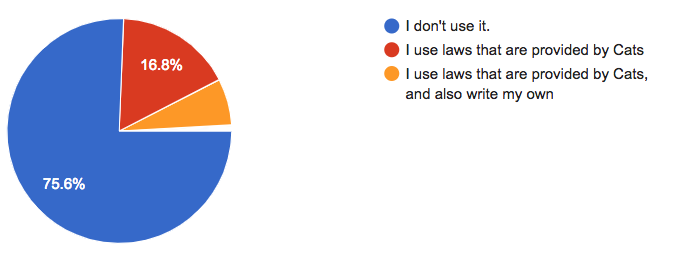 I don't use it.
I use laws that are provided by Cats
16.8%
I use laws that are provided by Cats,
and also write my own
75.6%